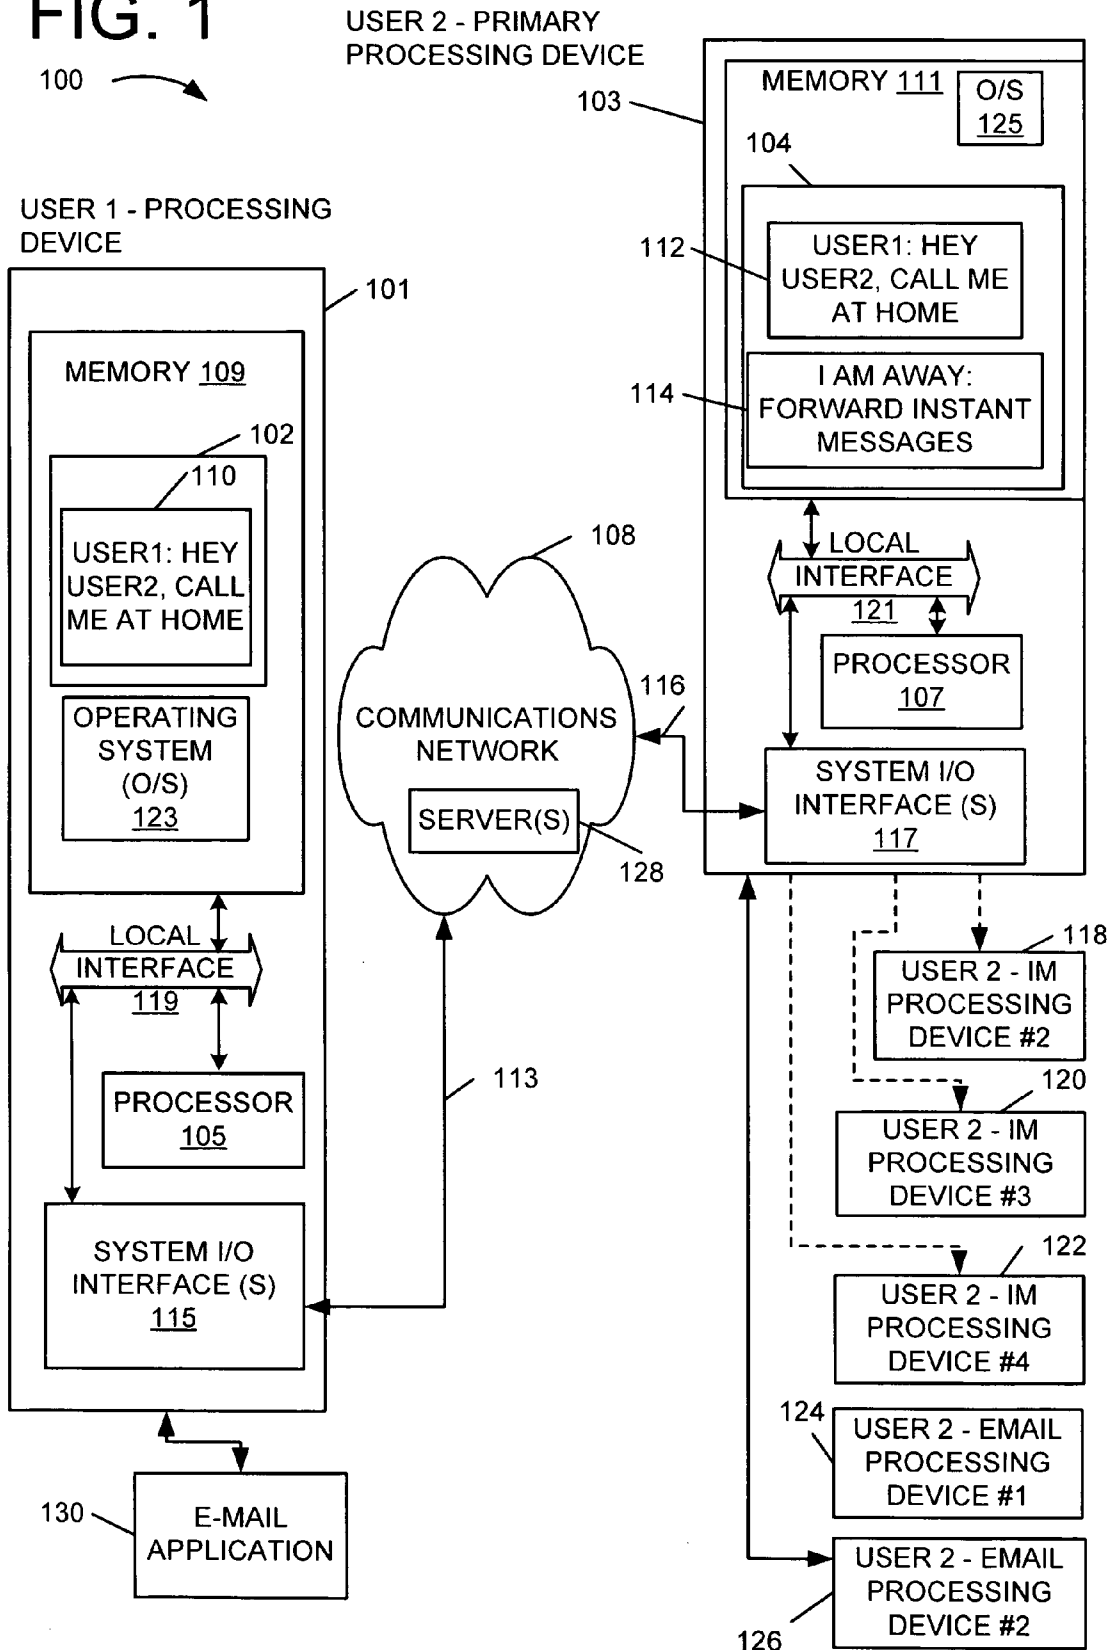 FIG. 1
100
USER 2 - PRIMARY
PROCESSING DEVICE
103
MEMORY 111
O/S
125
104
112
USER1: HEY
USER2, CALL ME
AT HOME
114
I AM AWAY:
FORWARD INSTANT
MESSAGES
LOCAL
INTERFACE
121
PROCESSOR
107
116
SYSTEM I/O
INTERFACE (S)
117
USER 1 - PROCESSING
DEVICE
101
MEMORY 109
102
110
USER1: HEY
USER2, CALL
ME AT HOME
OPERATING
SYSTEM
(O/S)
123
LOCAL
INTERFACE
119
PROCESSOR
105
SYSTEM I/O
INTERFACE (S)
115
108
COMMUNICATIONS
NETWORK
SERVER(S)
128
113
130
E-MAIL
APPLICATION
118
USER 2 - IM
PROCESSING
DEVICE #2
120
USER 2 - IM
PROCESSING
DEVICE #3
122
USER 2 - IM
PROCESSING
DEVICE #4
124
USER 2 - EMAIL
PROCESSING
DEVICE #1
126
USER 2 - EMAIL
PROCESSING
DEVICE #2